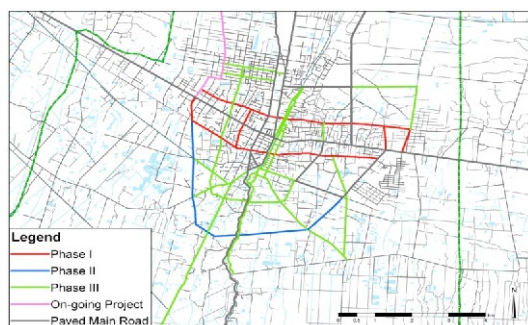 Legend
Phase I
Phase II
Phase III
On-going Project
Paved Main Road
N